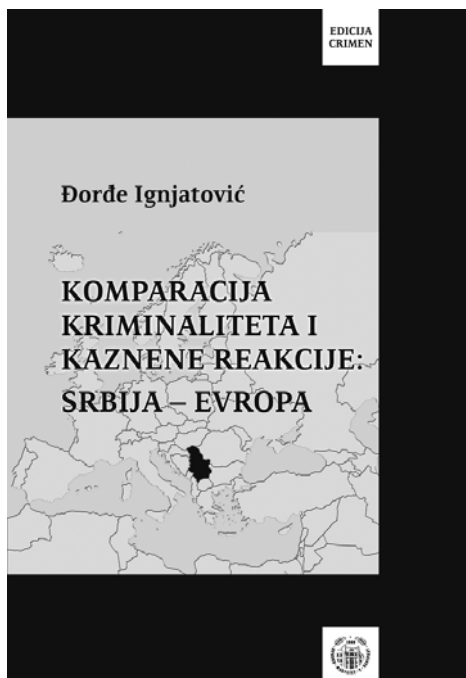 EDICIJA
CRIMEN
Đorđe Ignjatović
KOMPARACIJA
KRIMINALITETA I
KAZNENE REAKCIJE:
SRBIJA – EVROPA